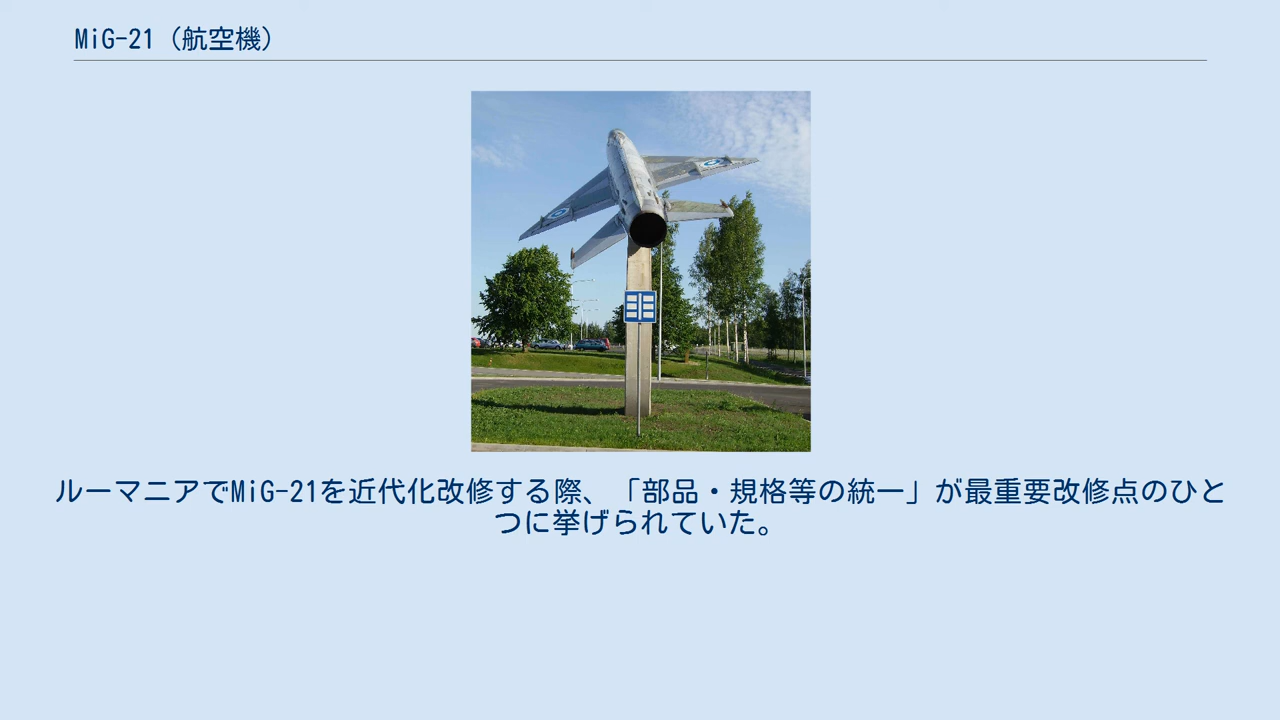 MiG-21（航空機）
ルーマニアでMiG-21を近代化改修する際、「部品・規格等の統一」が最重要改修点のひと
つに挙げられていた。